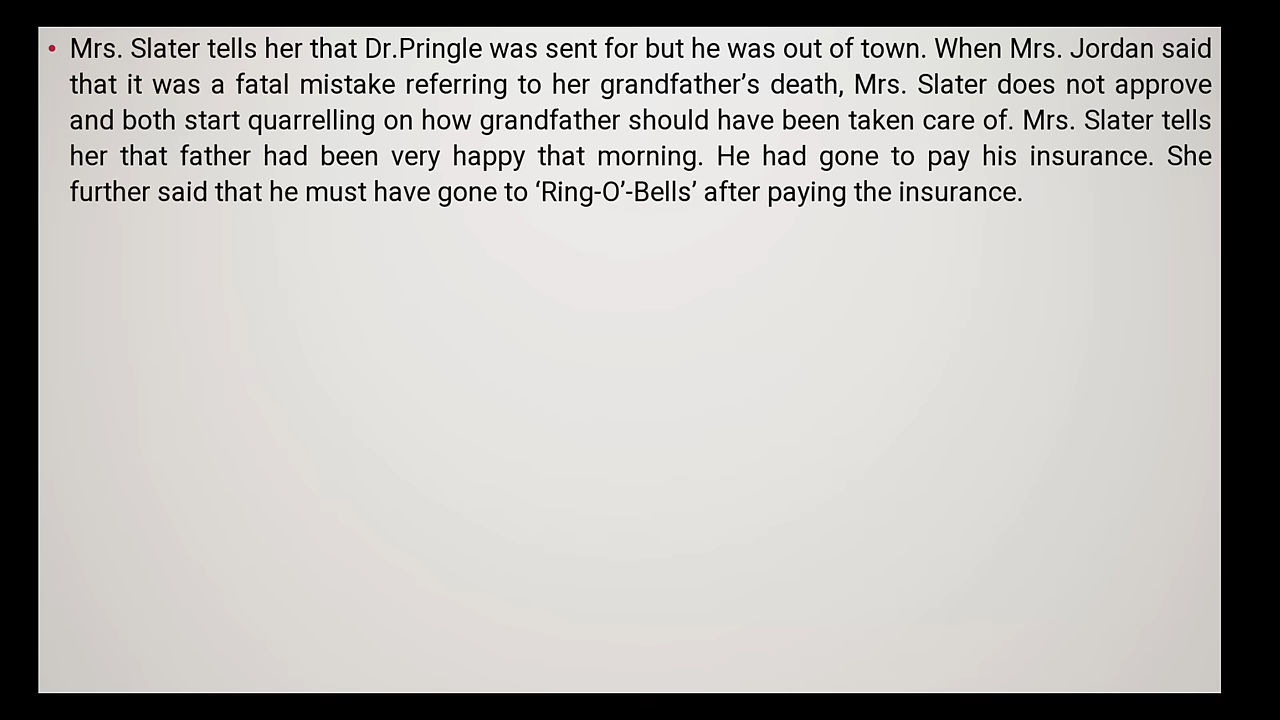 • Mrs. Slater tells her that Dr.Pringle was sent for but he was out of town. When Mrs. Jordan said
that it was a fatal mistake referring to her grandfather’s death, Mrs. Slater does not approve
and both start quarrelling on how grandfather should have been taken care of. Mrs. Slater tells
her that father had been very happy that morning. He had gone to pay his insurance. She
further said that he must have gone to ‘Ring-O’-Bells’ after paying the insurance.